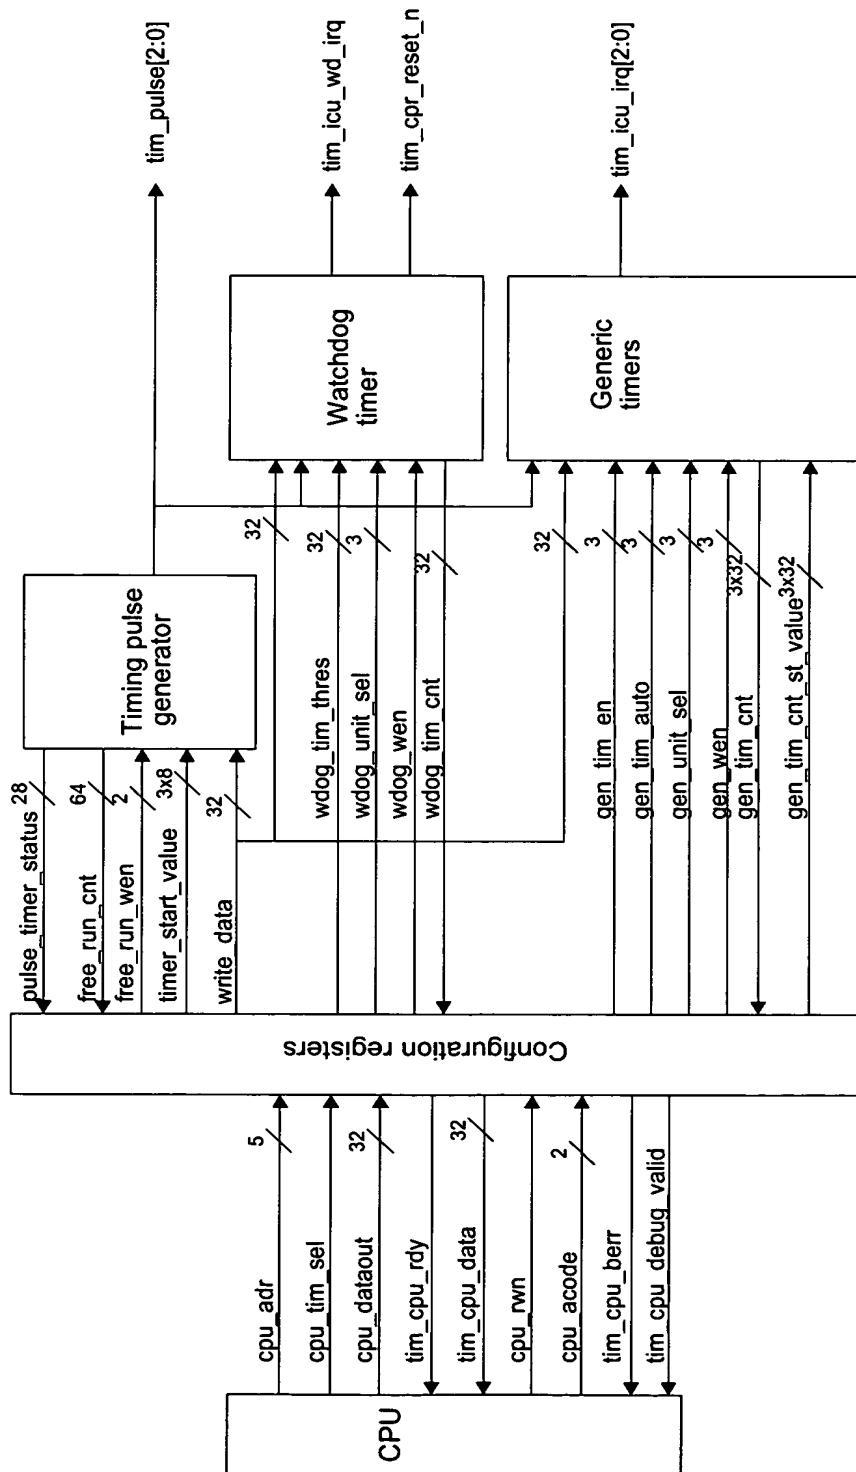 tim_pulse[2:0]
tim_icu_wd_irq
tim_cpr_reset_n
tim_icu_irq[2:0]
Timing pulse
generator
Watchdog
timer
Generic
timers
pulse_timer_status
28
free_run_cnt
64
free_run_wen
2
timer_start_value
3x8
write_data
32
32
wdog_tim_thres
32
wdog_unit_sel
3
wdog_wen
wdog_tim_cnt
32
32
gen_tim_en
3
gen_tim_auto
3
gen_unit_sel
3
gen_wen
3
gen_tim_cnt
3x32
gen_tim_cnt_st_value
3x32
Configuration registers
cpu_adr
5
cpu_tim_sel
cpu_dataout
32
tim_cpu_rdy
tim_cpu_data
32
cpu_rwn
cpu_acode
2
tim_cpu_berr
tim_cpu_debug_valid
CPU